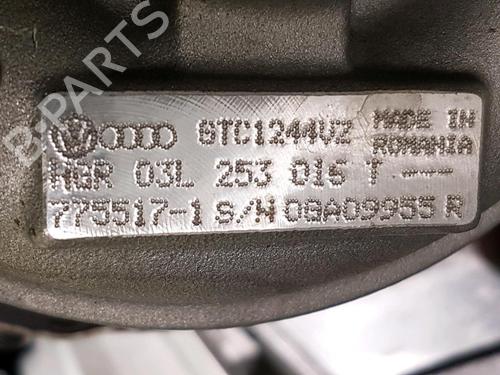 GTC1244VZ MADE IN ROMANIA
HGR 03L 253 016 T ---
775517-1 S/N 09A09955 R
B-PARTS